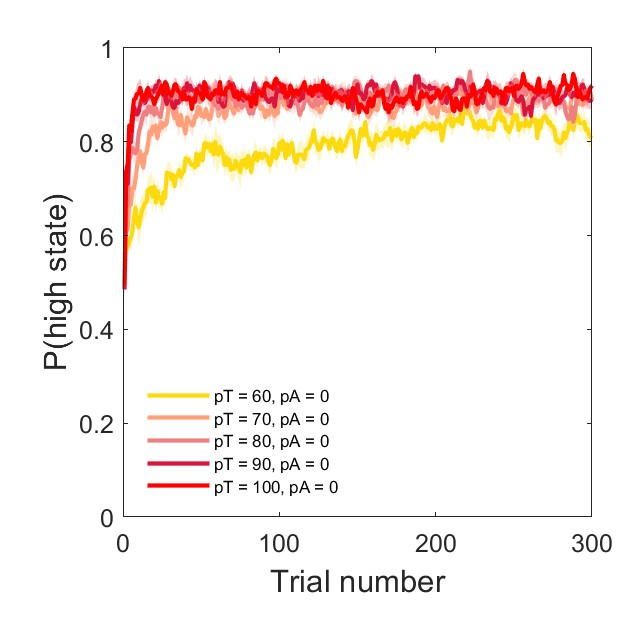 1
0.8
0.6
0.4
0.2
0
P(high state)
pT = 60, pA = 0
pT = 70, pA = 0
pT = 80, pA = 0
pT = 90, pA = 0
pT = 100, pA = 0
0 100 200 300
Trial number